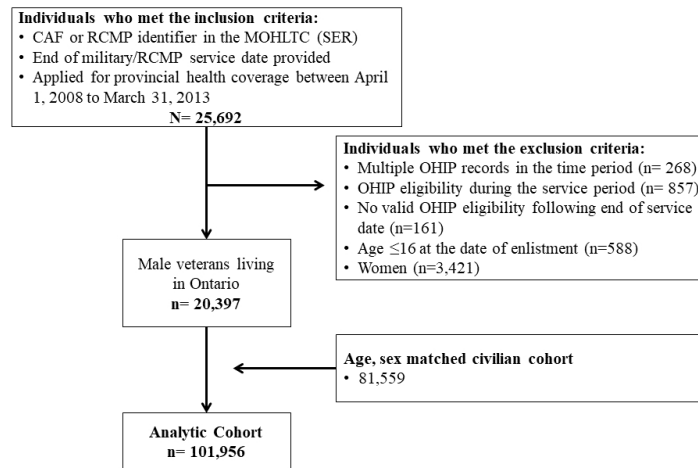 Individuals who met the inclusion criteria:
• CAF or RCMP identifier in the MOHLTC (SER)
• End of military/RCMP service date provided
• Applied for provincial health coverage between April
1, 2008 to March 31, 2013
N= 25,692
Individuals who met the exclusion criteria:
• Multiple OHIP records in the time period (n= 268)
• OHIP eligibility during the service period (n= 857)
• No valid OHIP eligibility following end of service
date (n=161)
• Age ≤16 at the date of enlistment (n=588)
• Women (n=3,421)
Male veterans living
in Ontario
n= 20,397
Age, sex matched civilian cohort
• 81,559
Analytic Cohort
n= 101,956